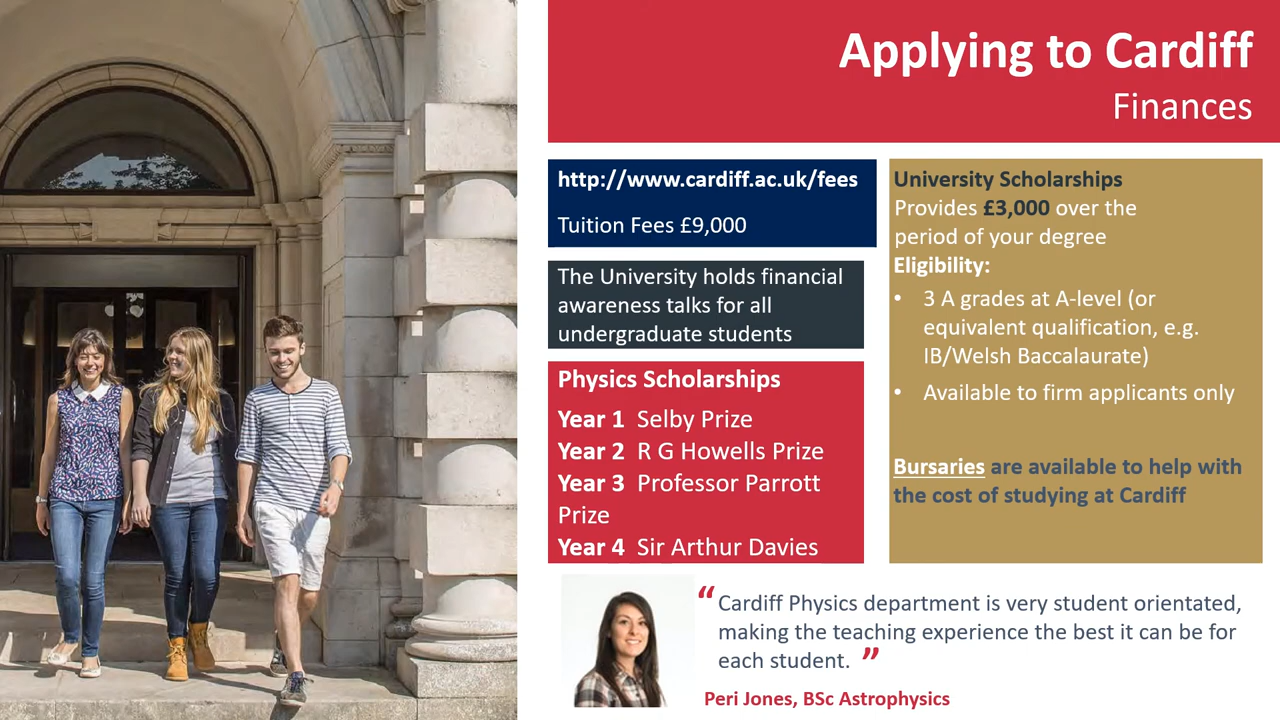 Applying to Cardiff
Finances
http://www.cardiff.ac.uk/fees
Tuition Fees £9,000
The University holds financial
awareness talks for all
undergraduate students
Physics Scholarships
Year 1 Selby Prize
Year 2 R G Howells Prize
Year 3 Professor Parrott
Prize
Year 4 Sir Arthur Davies
University Scholarships
Provides £3,000 over the
period of your degree
Eligibility:
• 3 A grades at A-level (or
equivalent qualification, e.g.
IB/Welsh Baccalaurate)
• Available to firm applicants only
Bursaries are available to help with
the cost of studying at Cardiff
“ Cardiff Physics department is very student orientated,
making the teaching experience the best it can be for
each student. ”
Peri Jones, BSc Astrophysics